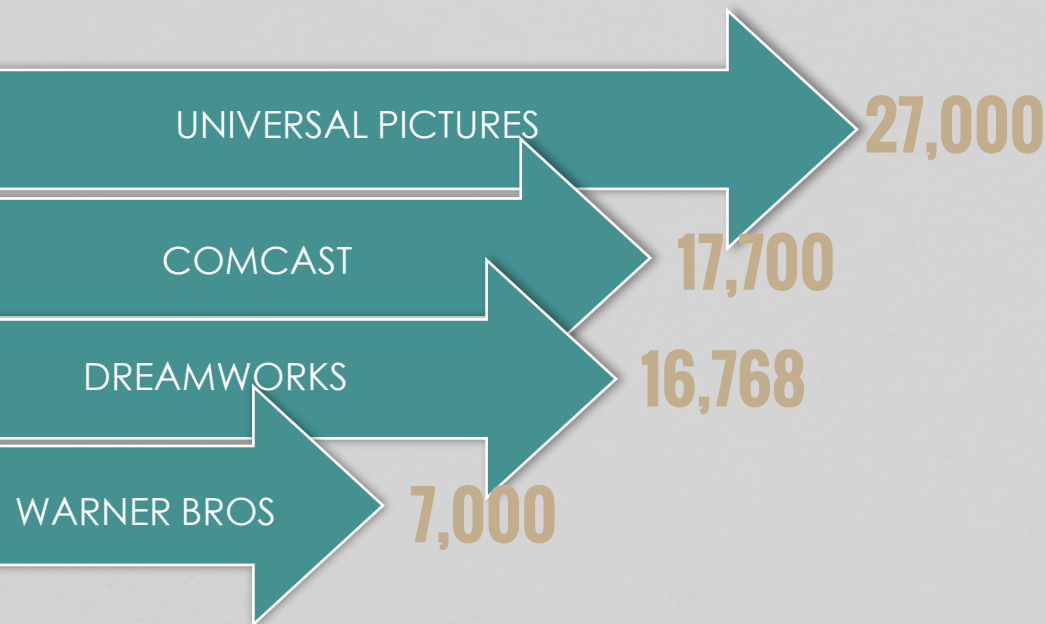 UNIVERSAL PICTURES 27,000
COMCAST 17,700
DREAMWORKS 16,768
WARNER BROS 7,000